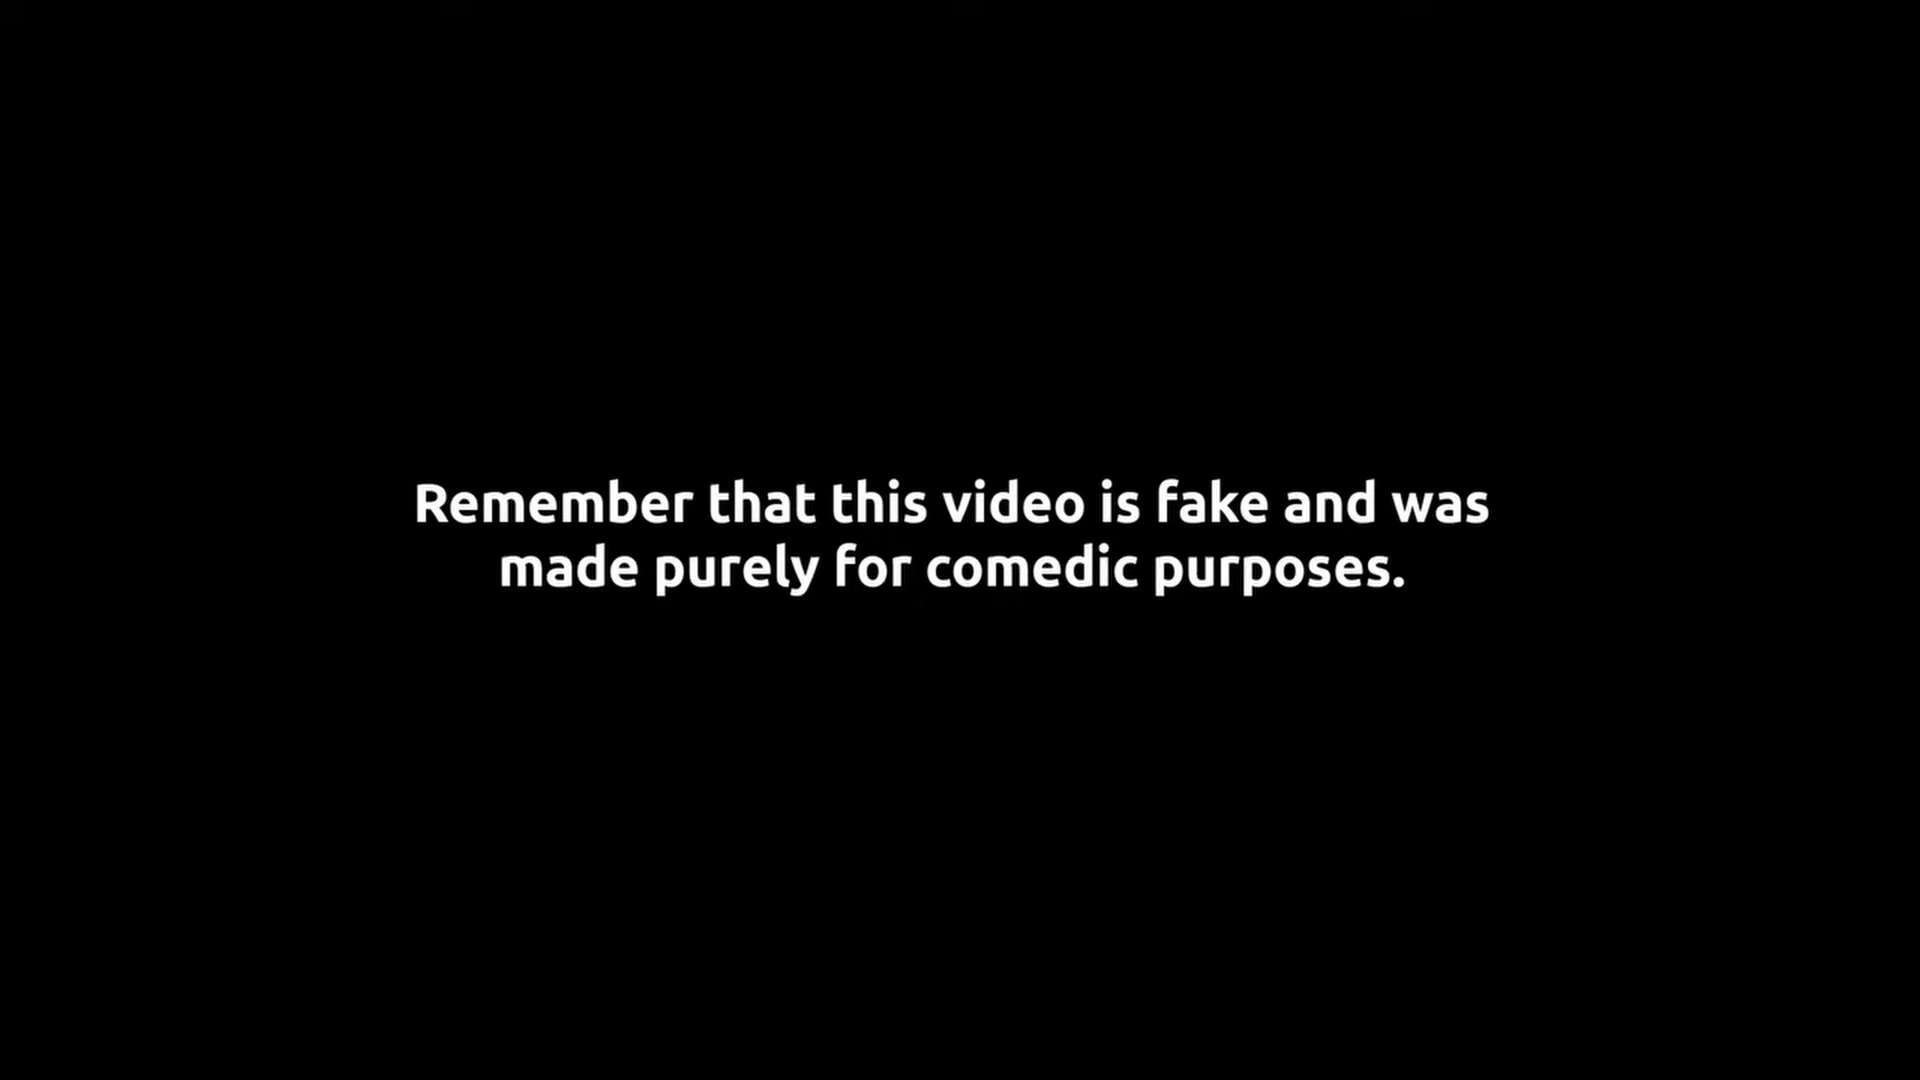 Remember that this video is fake and was
made purely for comedic purposes.